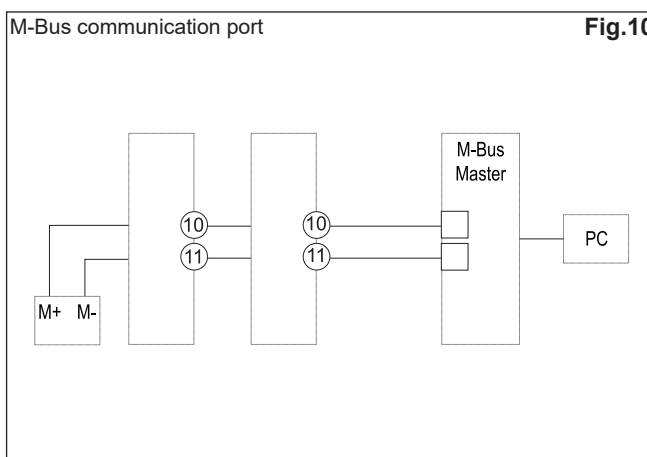 M-Bus communication port
Fig.10
M-Bus
Master
10
10
11
11
PC
M+ M-